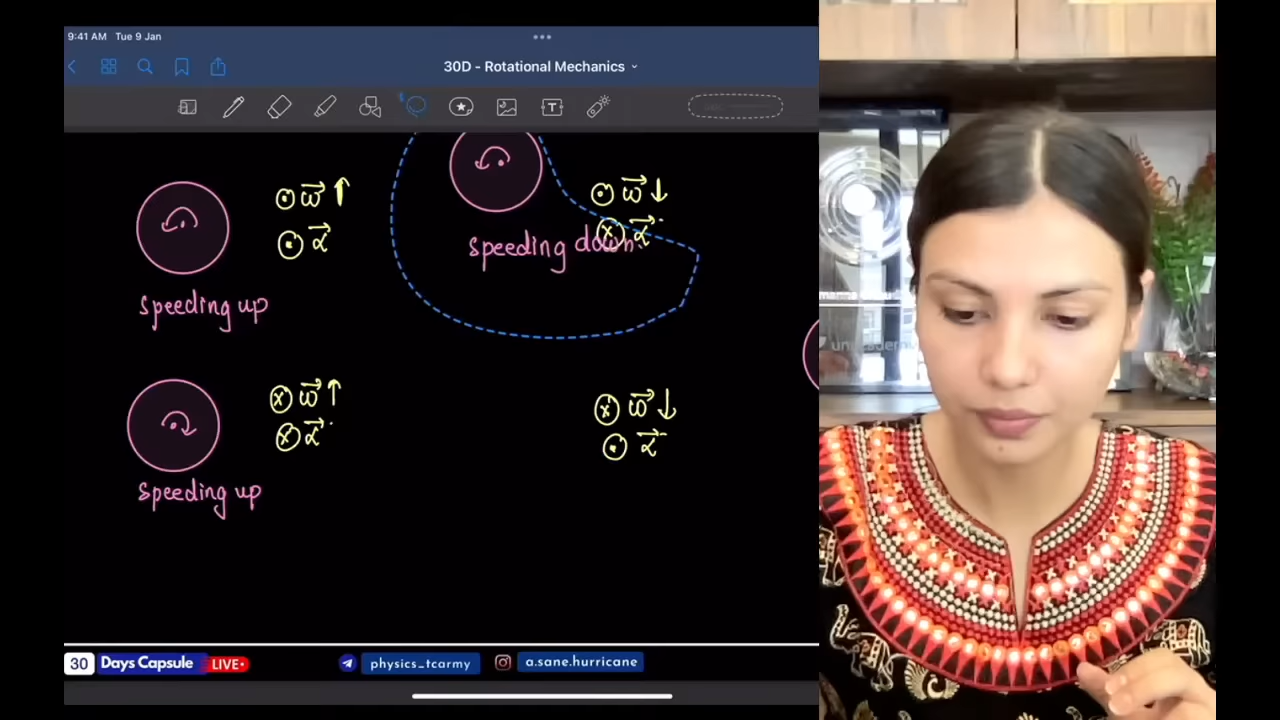 9:41 AM Tue 9 Jan
30D - Rotational Mechanics
T
⊙ ω⃗ ↑
⊙ α⃗
speeding up
⊙ ω⃗ ↓
⊗ α⃗
speeding down
⊗ ω⃗ ↑
⊗ α⃗
speeding up
⊗ ω⃗ ↓
⊙ α⃗
30 Days Capsule LIVE
physics_tcarmy
a.sane.hurricane